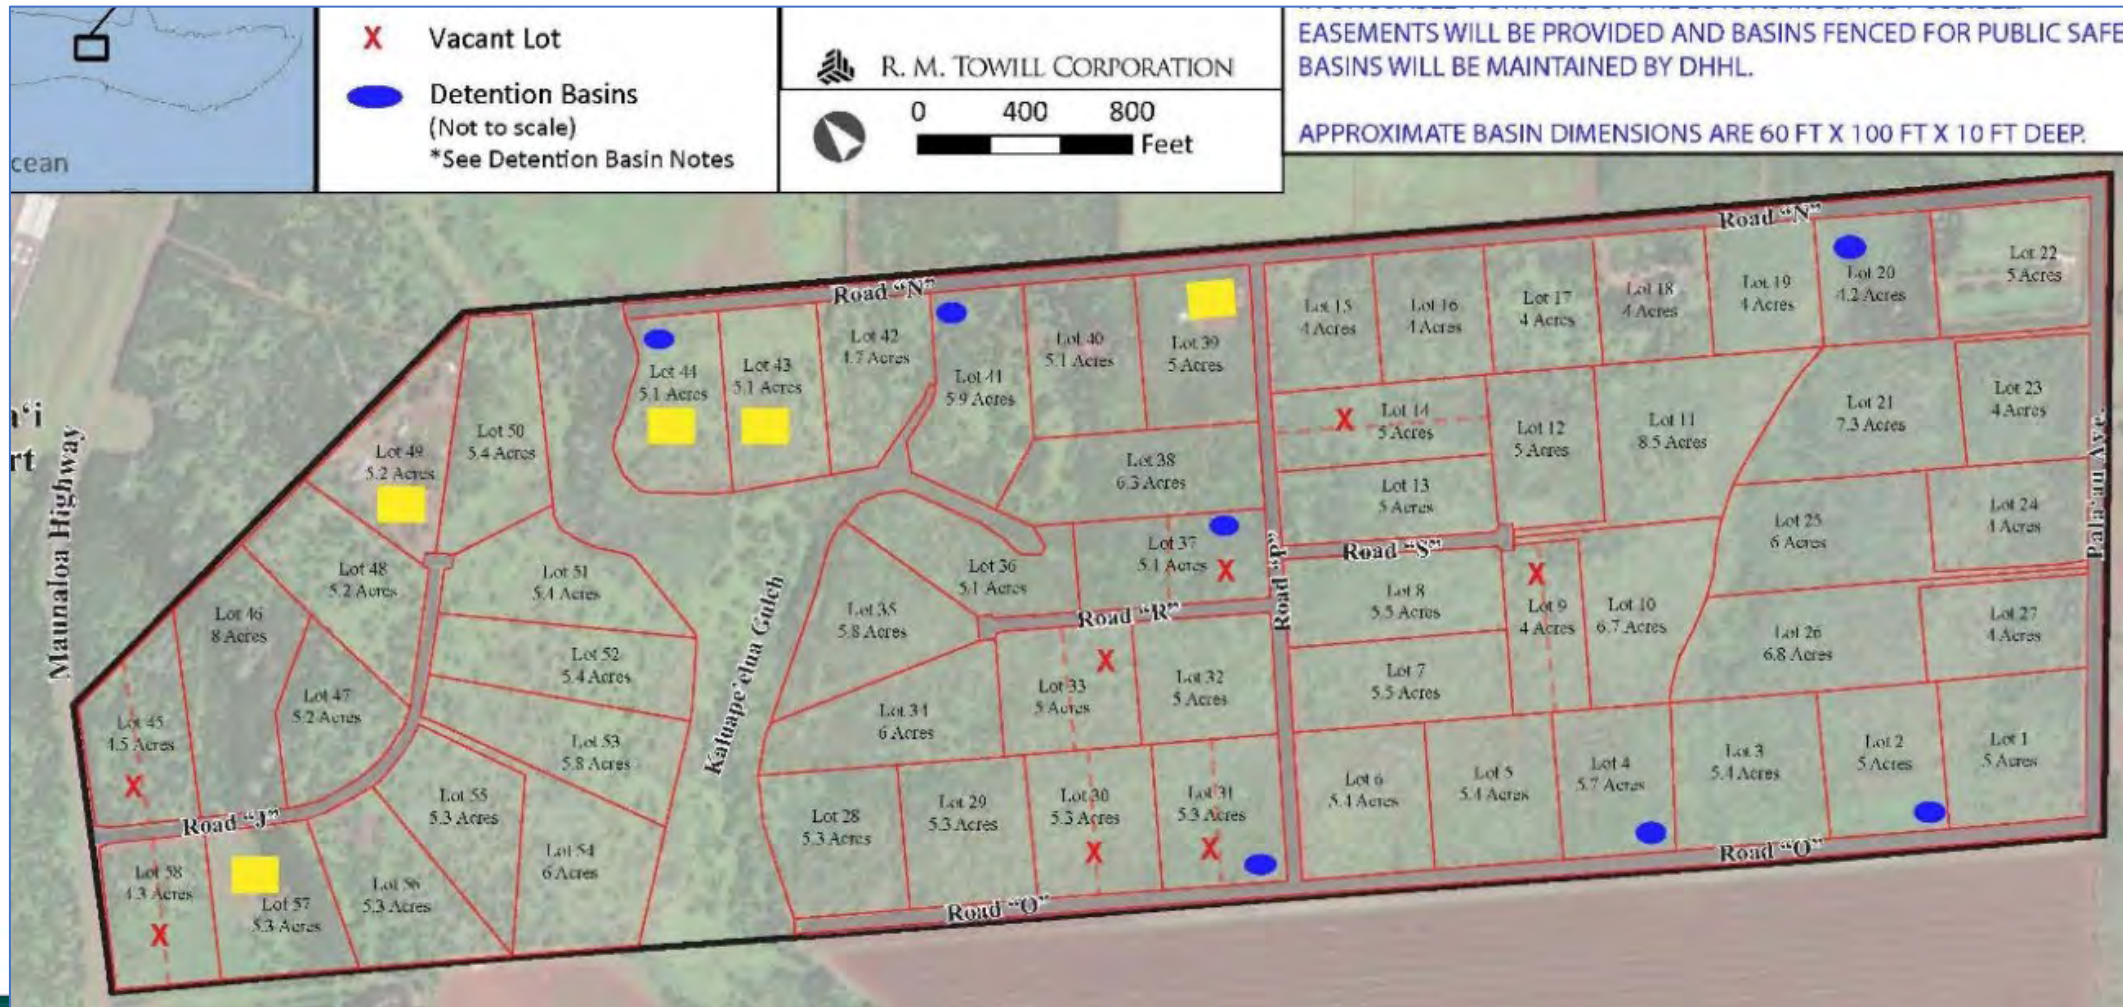 X Vacant Lot
Detention Basins
(Not to scale)
*See Detention Basin Notes
R. M. TOWILL CORPORATION
0 400 800
Feet
EASEMENTS WILL BE PROVIDED AND BASINS FENCED FOR PUBLIC SAFE
BASINS WILL BE MAINTAINED BY DHHL.
APPROXIMATE BASIN DIMENSIONS ARE 60 FT X 100 FT X 10 FT DEEP.
cean
aʻi
rt
Maunaloa Highway
Road “N”
Road “N”
Lot 22
5 Acres
Lot 20
4.2 Acres
Lot 19
4 Acres
Lot 18
4 Acres
Lot 17
4 Acres
Lot 16
4 Acres
Lot 15
4 Acres
Lot 39
5 Acres
Lot 40
5.1 Acres
Lot 41
5.9 Acres
Lot 42
4.7 Acres
Lot 43
5.1 Acres
Lot 44
5.1 Acres
Lot 50
5.4 Acres
Lot 49
5.2 Acres
Lot 23
4 Acres
Lot 21
7.3 Acres
Lot 11
8.5 Acres
Lot 12
5 Acres
X Lot 14
5 Acres
Lot 13
5 Acres
Lot 38
6.3 Acres
Palaʻau Ave.
Lot 24
4 Acres
Lot 25
6 Acres
Road “S”
Road “P”
Lot 37
5.1 Acres X
Lot 36
5.1 Acres
Lot 35
5.8 Acres
Kaluapeʻelua Gulch
Lot 51
5.4 Acres
Lot 48
5.2 Acres
Lot 46
8 Acres
Lot 27
4 Acres
Lot 26
6.8 Acres
Lot 10
6.7 Acres
X
Lot 9
4 Acres
Lot 8
5.5 Acres
Lot 7
5.5 Acres
Road “R”
Lot 32
5 Acres
X
Lot 33
5 Acres
Lot 34
6 Acres
Lot 52
5.4 Acres
Lot 53
5.8 Acres
Lot 47
5.2 Acres
Lot 45
4.5 Acres
X
Lot 1
5 Acres
Lot 2
5 Acres
Lot 3
5.4 Acres
Lot 4
5.7 Acres
Lot 5
5.4 Acres
Lot 6
5.4 Acres
Lot 31
5.3 Acres
X
Lot 30
5.3 Acres
X
Lot 29
5.3 Acres
Lot 28
5.3 Acres
Lot 55
5.3 Acres
Lot 54
6 Acres
Road “J”
Lot 58
4.3 Acres
X
Lot 57
5.3 Acres
Lot 56
5.3 Acres
Road “O”
Road “O”